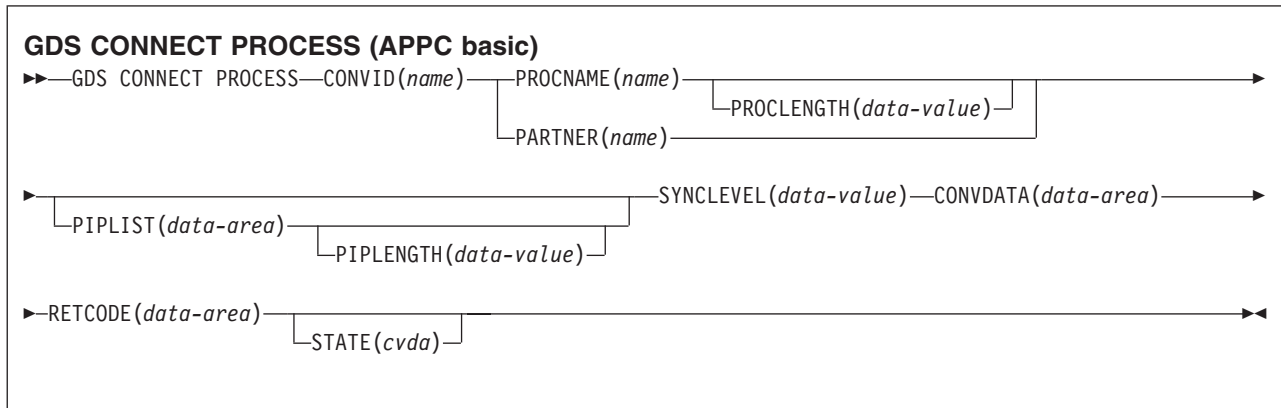 GDS CONNECT PROCESS (APPC basic)
GDS CONNECT PROCESS CONVID(name) PROCNAME(name)
PROCLENGTH(data-value)
PARTNER(name)
SYNCLEVEL(data-value) CONVDATA(data-area)
PIPLIST(data-area)
PIPLENGTH(data-value)
RETCODE(data-area)
STATE(cvda)